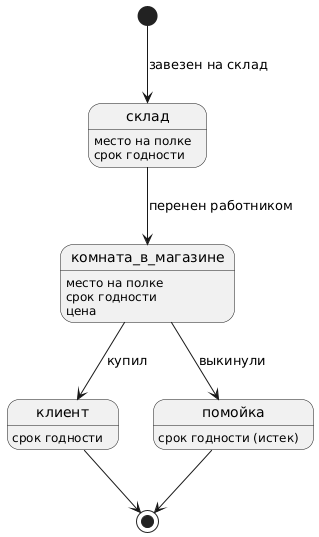 завезен на склад
склад
место на полке
срок годности
перенен работником
комната_в_магазине
место на полке
срок годности
цена
купил
выкинули
клиент
срок годности
помойка
срок годности (истек)